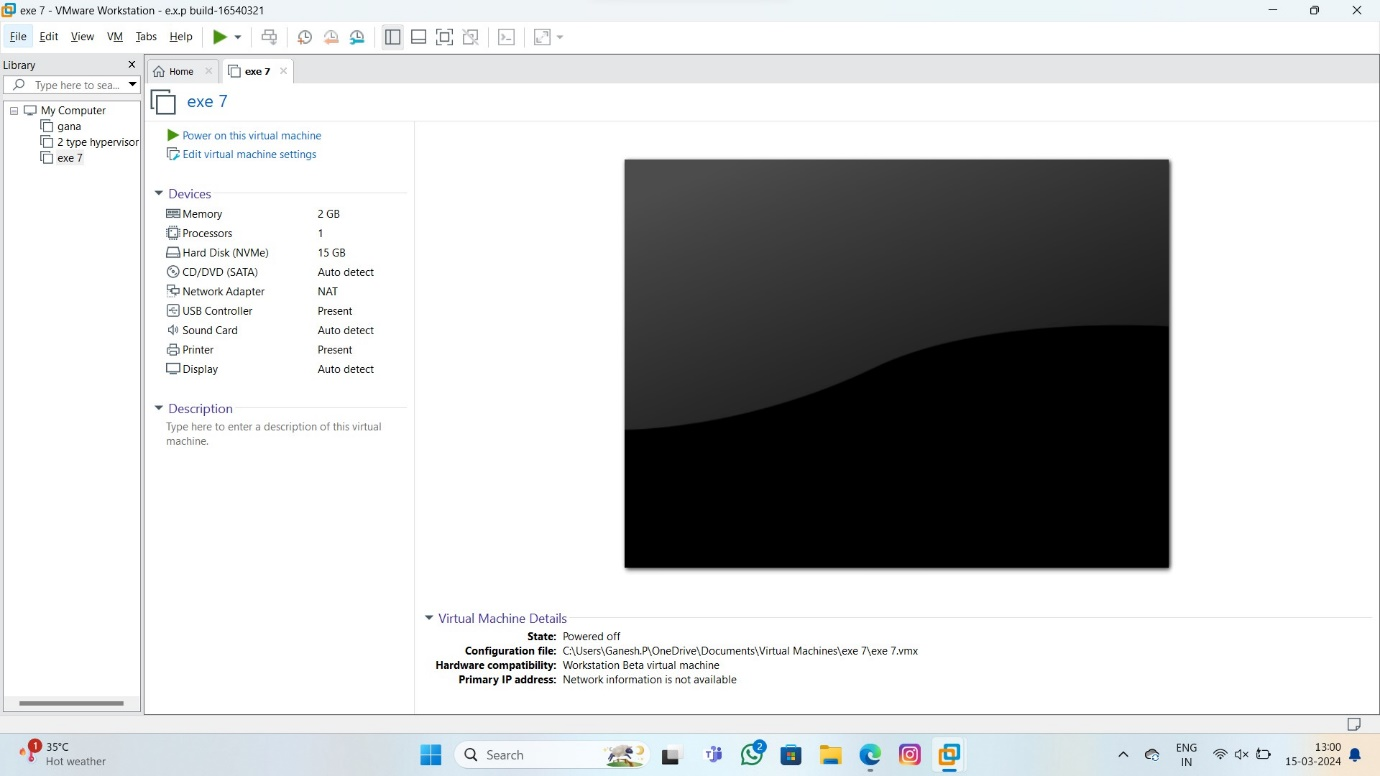 exe 7 - VMware Workstation - e.x.p build-16540321
File Edit View VM Tabs Help
Library
Type here to sea...
My Computer
gana
2 type hypervisor
exe 7
Home
exe 7
exe 7
Power on this virtual machine
Edit virtual machine settings
Devices
Memory 2 GB
Processors 1
Hard Disk (NVMe) 15 GB
CD/DVD (SATA) Auto detect
Network Adapter NAT
USB Controller Present
Sound Card Auto detect
Printer Present
Display Auto detect
Description
Type here to enter a description of this virtual
machine.
Virtual Machine Details
State: Powered off
Configuration file: C:\Users\Ganesh.P\OneDrive\Documents\Virtual Machines\exe 7\exe 7.vmx
Hardware compatibility: Workstation Beta virtual machine
Primary IP address: Network information is not available
1
35°C
Hot weather
Search
2
ENG
IN
13:00
15-03-2024